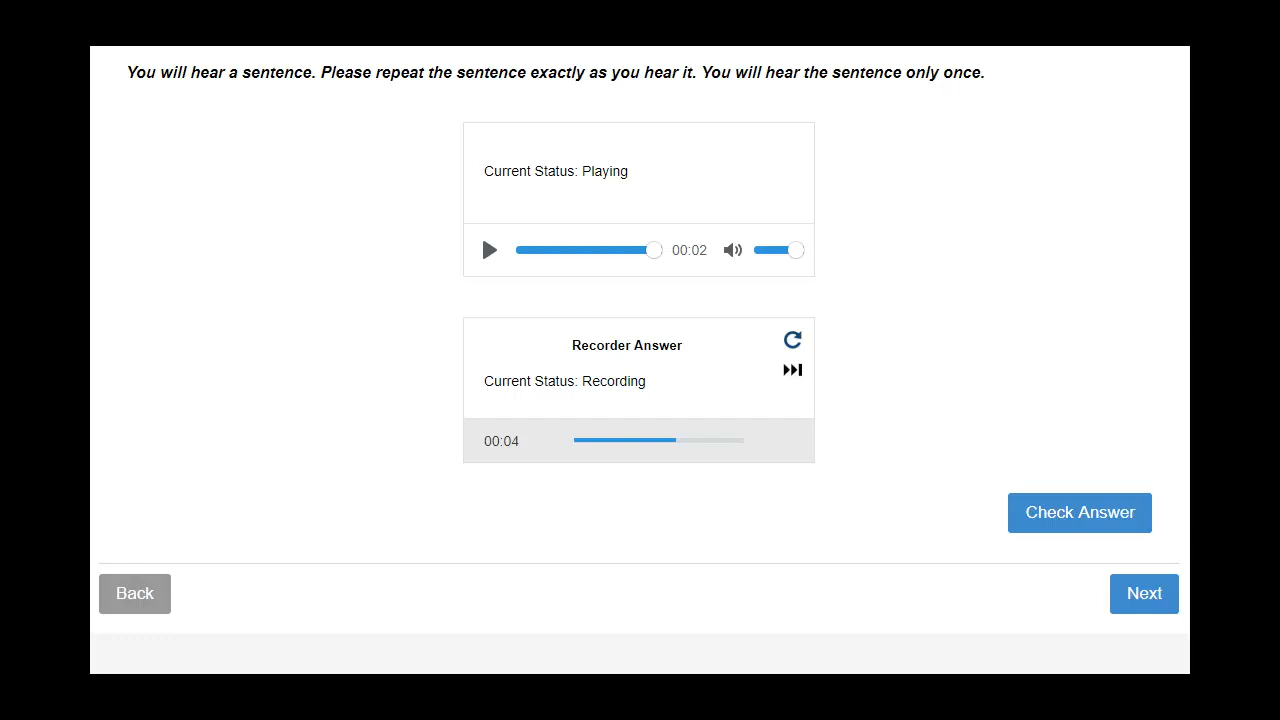 You will hear a sentence. Please repeat the sentence exactly as you hear it. You will hear the sentence only once.
Current Status: Playing
00:02
Recorder Answer
Current Status: Recording
00:04
Check Answer
Back
Next